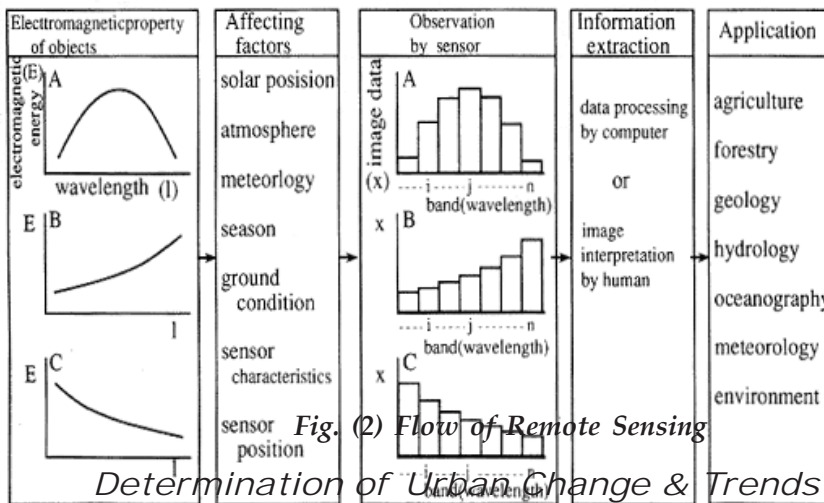 Electtromagneticproperty
of objects
(E)
electromagnetic
energy
A
wavelength (l)
E
B
l
E
C
l
Affecting
factors
solar posision
atmosphere
meteorlogy
season
ground
condition
sensor
characteristics
sensor
position
Observation
by sensor
A
image data
(x)
i j n
band(wavelength)
x
B
i j n
band(wavelength)
x
C
i j n
band(wavelength)
Information
extraction
data processing
by computer
or
image
interpretation
by human
Application
agriculture
forestry
geology
hydrology
oceanography
meteorology
environment
Fig. (2) Flow of Remote Sensing
Determination of Urban Change & Trends